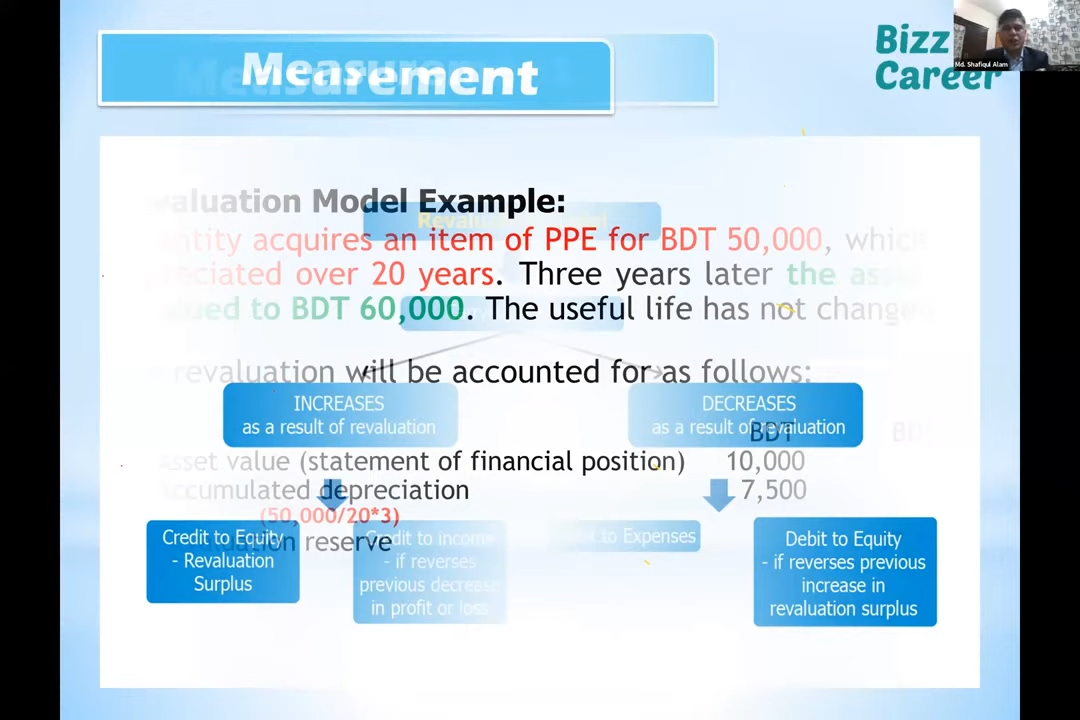 Measurement
Bizz
Career
Md. Shafiqul Alam
valuation Model Example:
ntity acquires an item of PPE for BDT 50,000, which
preciated over 20 years. Three years later the asse
alued to BDT 60,000. The useful life has not change
revaluation will be accounted for as follows:
INCREASES
as a result of revaluation
DECREASES
as a result of revaluation
BDT
Asset value (statement of financial position) 10,000
Accumulated depreciation 7,500
(50,000/20*3)
reserve
Credit to Equity
- Revaluation
Surplus
Credit to income
- if reverses
previous decrease
in profit or loss
to Expenses
Debit to Equity
- if reverses previous
increase in
revaluation surplus